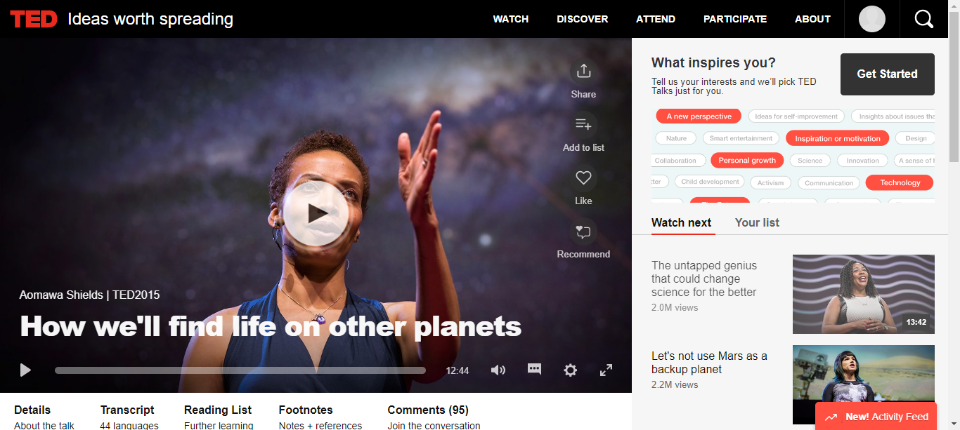 TED Ideas worth spreading
WATCH
DISCOVER
ATTEND
PARTICIPATE
ABOUT
Share
Add to list
Like
Recommend
Aomawa Shields | TED2015
How we'll find life on other planets
12:44
Details
About the talk
Transcript
44 languages
Reading List
Further learning
Footnotes
Notes + references
Comments (95)
Join the conversation
What inspires you?
Tell us your interests and we'll pick TED
Talks just for you.
Get Started
A new perspective
Ideas for self-improvement
Insights about issues tha
Nature
Smart entertainment
Inspiration or motivation
Design
Collaboration
Personal growth
Science
Innovation
A sense of
Child development
Activism
Communication
Technology
Watch next
Your list
The untapped genius
that could change
science for the better
2.0M views
13:42
Let's not use Mars as a
backup planet
2.2M views
New! Activity Feed